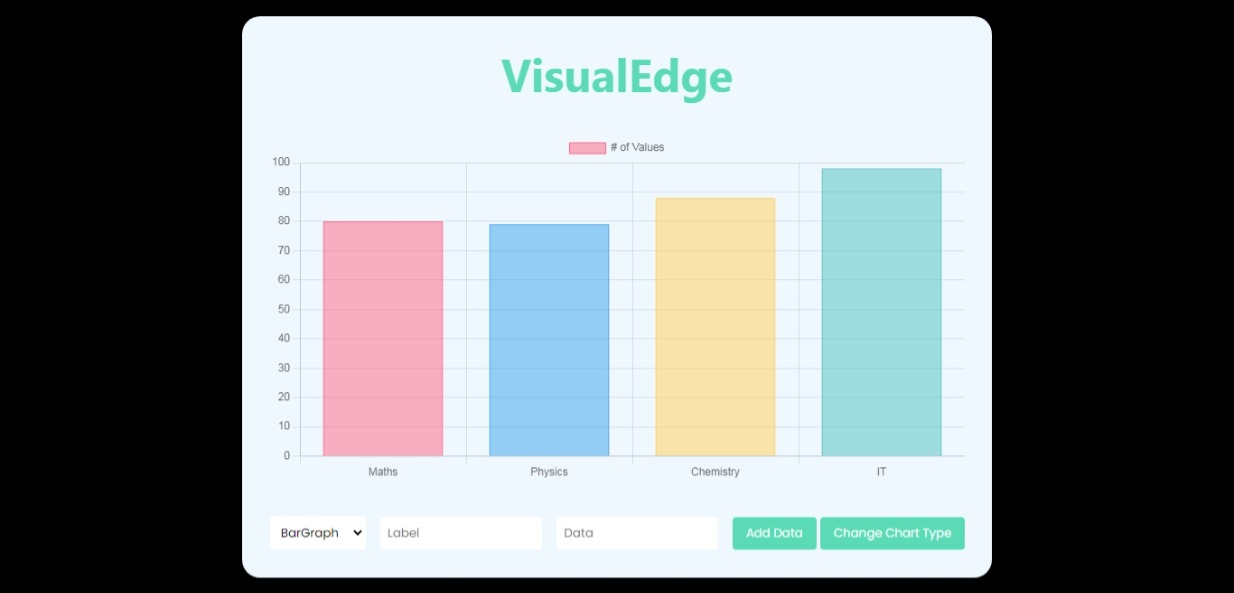 VisualEdge
# of Values
100
90
80
70
60
50
40
30
20
10
0
Maths Physics Chemistry IT
BarGraph Label Data Add Data Change Chart Type